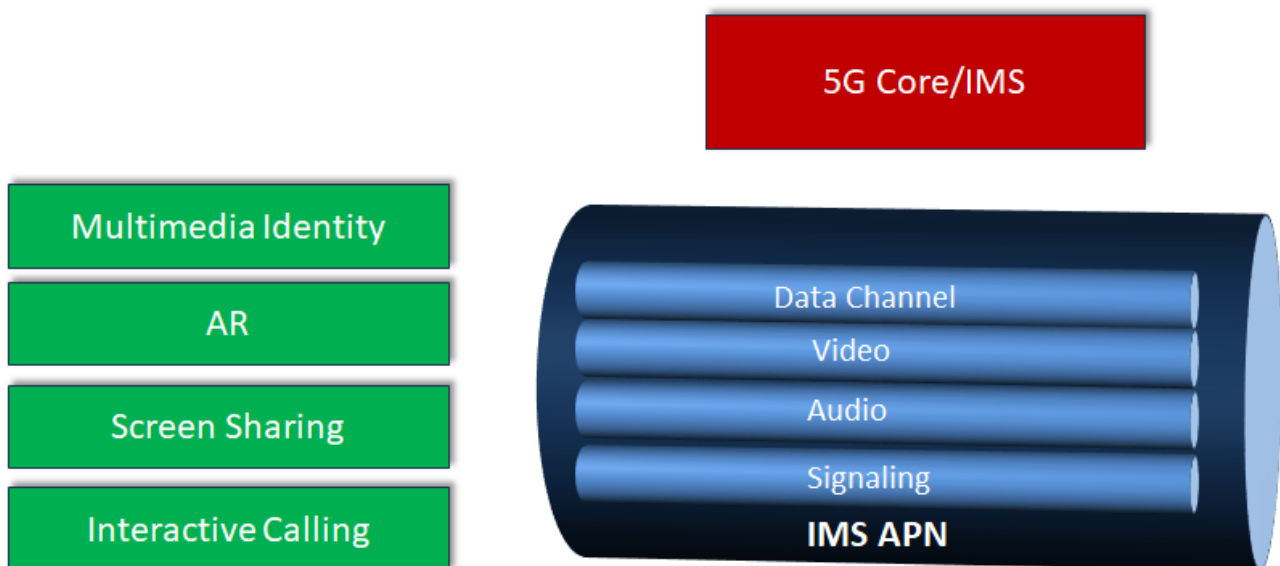 5G Core/IMS
Multimedia Identity
AR
Screen Sharing
Interactive Calling
Data Channel
Video
Audio
Signaling
IMS APN